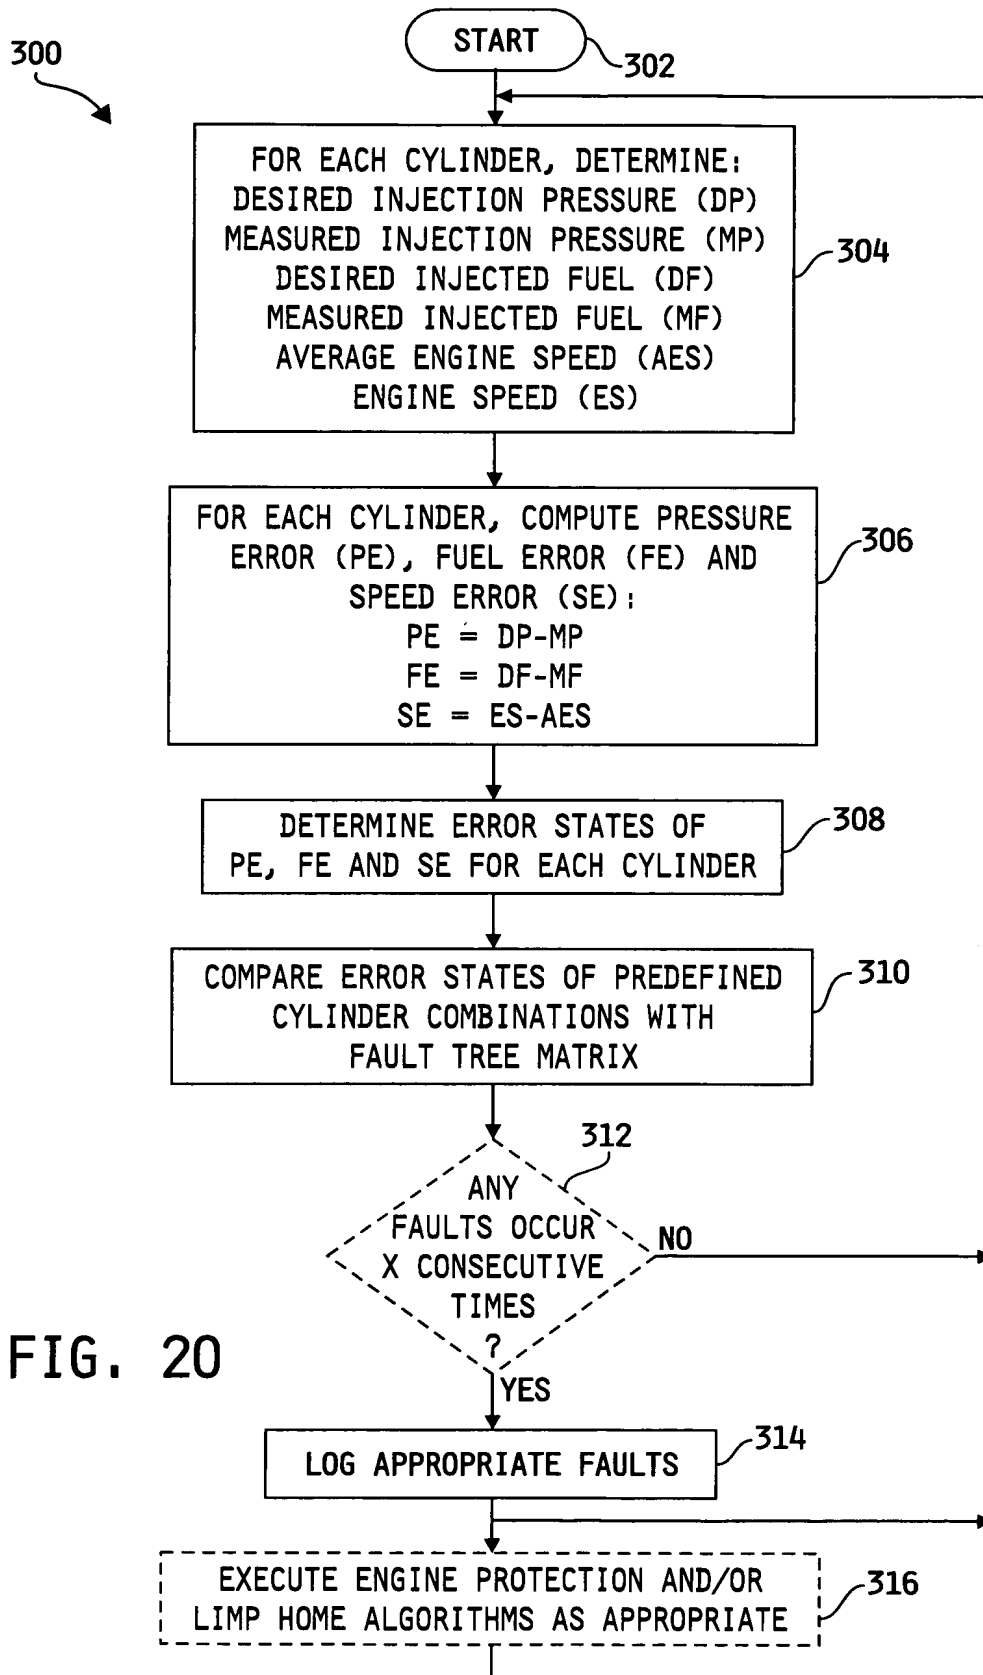 START
302
300
FOR EACH CYLINDER, DETERMINE:
DESIRED INJECTION PRESSURE (DP)
MEASURED INJECTION PRESSURE (MP)
DESIRED INJECTED FUEL (DF)
MEASURED INJECTED FUEL (MF)
AVERAGE ENGINE SPEED (AES)
ENGINE SPEED (ES)
304
FOR EACH CYLINDER, COMPUTE PRESSURE
ERROR (PE), FUEL ERROR (FE) AND
SPEED ERROR (SE):
PE = DP-MP
FE = DF-MF
SE = ES-AES
306
DETERMINE ERROR STATES OF
PE, FE AND SE FOR EACH CYLINDER
308
COMPARE ERROR STATES OF PREDEFINED
CYLINDER COMBINATIONS WITH
FAULT TREE MATRIX
310
312
ANY
FAULTS OCCUR
X CONSECUTIVE
TIMES
?
NO
YES
FIG. 20
LOG APPROPRIATE FAULTS
314
EXECUTE ENGINE PROTECTION AND/OR
LIMP HOME ALGORITHMS AS APPROPRIATE
316